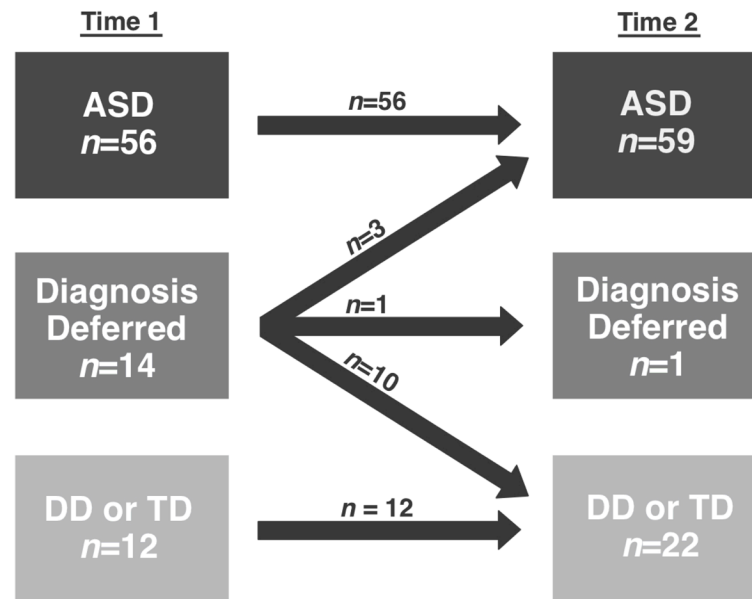 Time 1
Time 2
ASD
n=56
n=56
ASD
n=59
n=3
Diagnosis
Deferred
n=14
n=1
Diagnosis
Deferred
n=1
n=10
DD or TD
n=12
n = 12
DD or TD
n=22